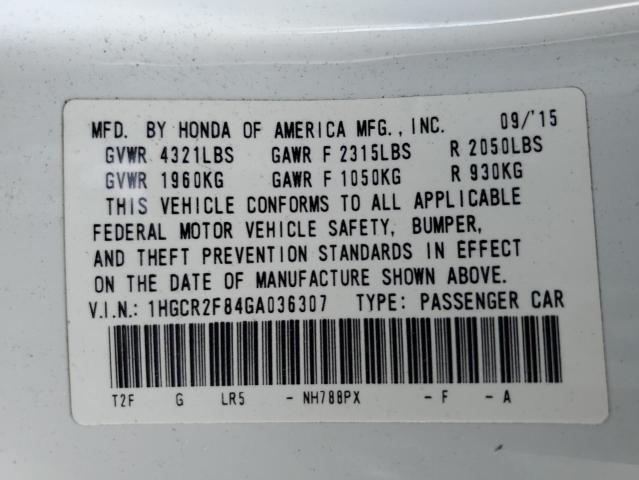 MFD. BY HONDA OF AMERICA MFG., INC. 09/'15
GVWR 4321LBS GAWR F 2315LBS R 2050LBS
GVWR 1960KG GAWR F 1050KG R 930KG
THIS VEHICLE CONFORMS TO ALL APPLICABLE
FEDERAL MOTOR VEHICLE SAFETY, BUMPER,
AND THEFT PREVENTION STANDARDS IN EFFECT
ON THE DATE OF MANUFACTURE SHOWN ABOVE.
V.I.N.: 1HGCR2F84GA036307 TYPE: PASSENGER CAR
T2F G LR5 - NH788PX - F - A